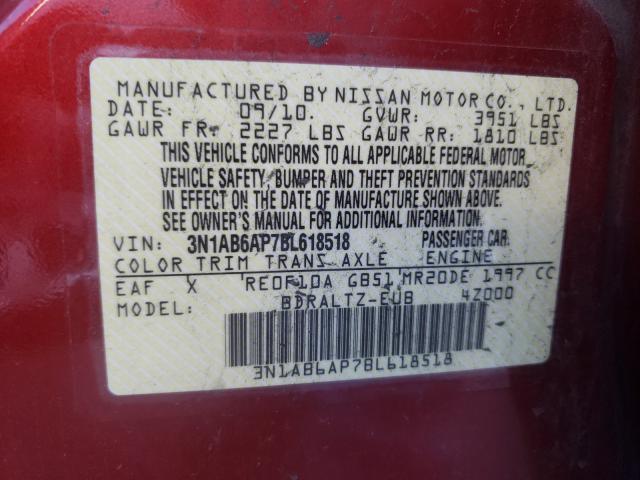 MANUFACTURED BY NISSAN MOTOR CO., LTD.
DATE: 09/10. GVWR: 3951 LBS
GAWR FR: 2227 LBS GAWR RR: 1810 LBS
THIS VEHICLE CONFORMS TO ALL APPLICABLE FEDERAL MOTOR
VEHICLE SAFETY, BUMPER AND THEFT PREVENTION STANDARDS
IN EFFECT ON THE DATE OF MANUFACTURE SHOWN ABOVE.
SEE OWNER'S MANUAL FOR ADDITIONAL INFORMATION.
VIN: 3N1AB6AP7BL618518 PASSENGER CAR
COLOR TRIM TRANS AXLE ENGINE
EAF X RE0F10A GB51 MR20DE 1997 CC
MODEL: BDRALTZ-EUB 4Z000
3N1AB6AP7BL618518